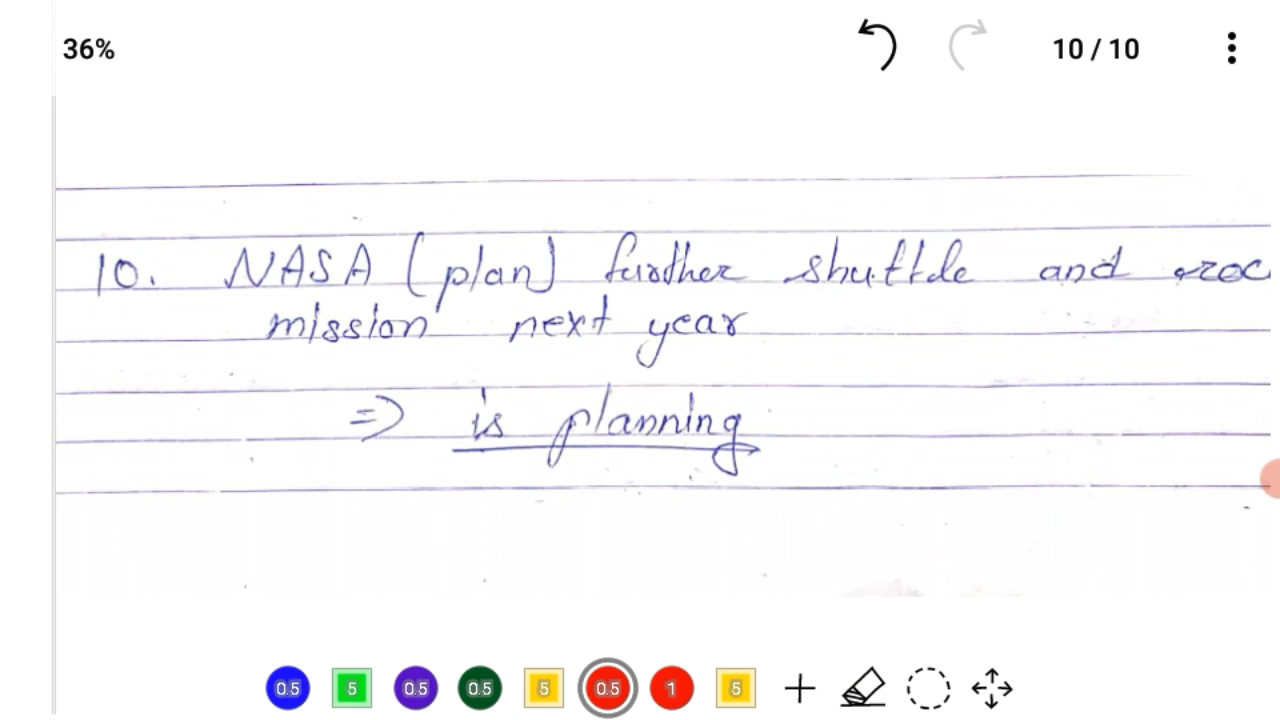 36%
10 / 10
10. NASA (plan) further shuttle and roc
mission next year
=> is planning
0.5 5 0.5 0.5 5 0.5 1 5